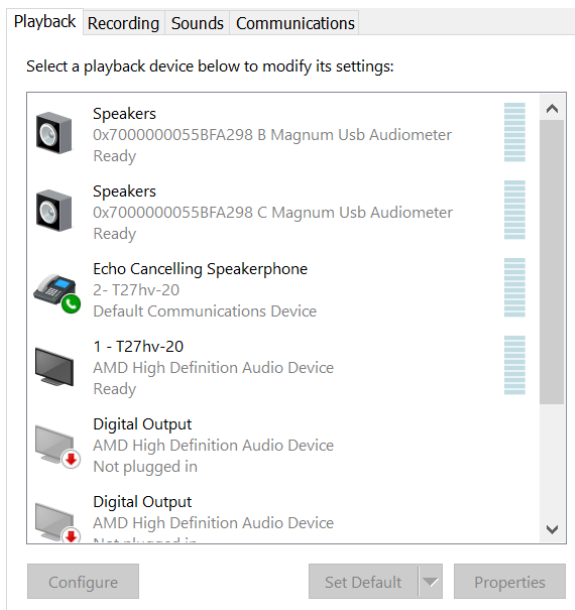 Playback Recording Sounds Communications
Select a playback device below to modify its settings:
Speakers
0x7000000055BFA298 B Magnum Usb Audiometer
Ready
Speakers
0x7000000055BFA298 C Magnum Usb Audiometer
Ready
Echo Cancelling Speakerphone
2- T27hv-20
Default Communications Device
1 - T27hv-20
AMD High Definition Audio Device
Ready
Digital Output
AMD High Definition Audio Device
Not plugged in
Digital Output
AMD High Definition Audio Device
Not plugged in
Configure Set Default Properties